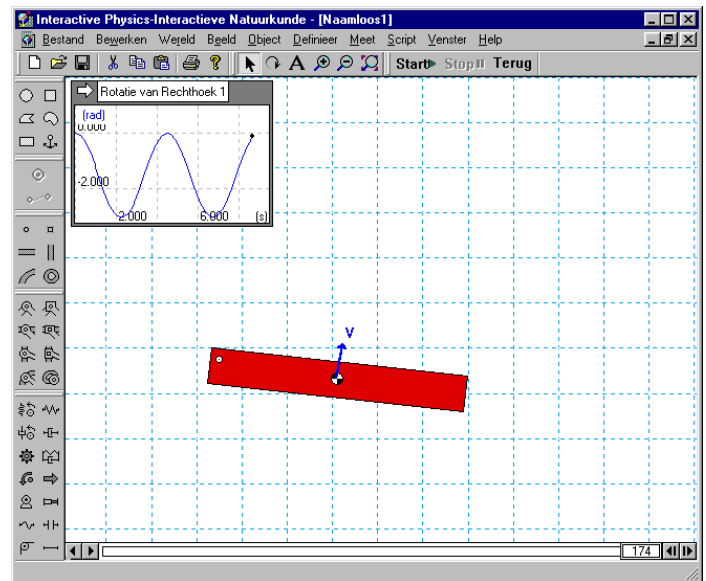 Interactive Physics-Interactieve Natuurkunde - [Naamloos1]
Bestand Bewerken Wereld Beeld Object Definieer Meet Script Venster Help
A Start Stop Terug
Rotatie van Rechthoek 1
(rad)
0.000
-2.000
2.000 6.000 (s)
V
174